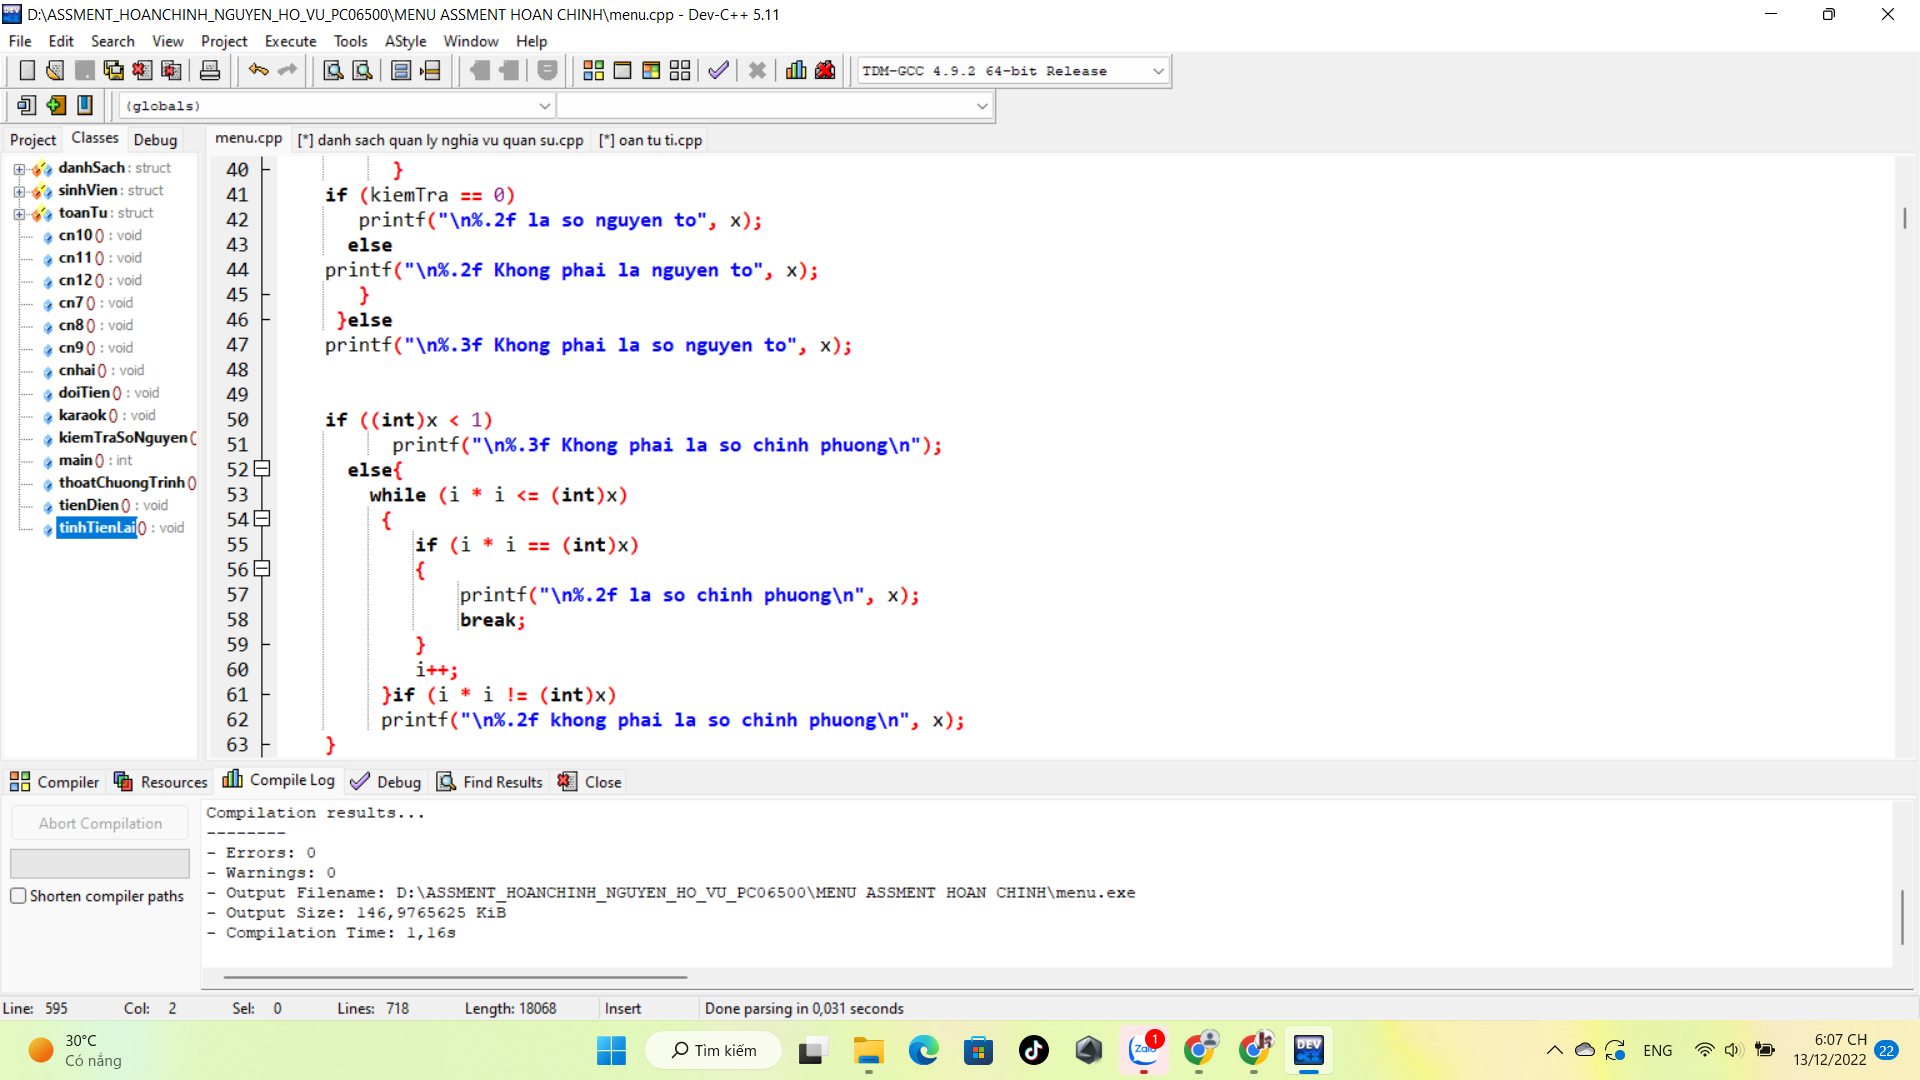 D:\ASSMENT_HOANCHINH_NGUYEN_HO_VU_PC06500\MENU ASSMENT HOAN CHINH\menu.cpp - Dev-C++ 5.11
File Edit Search View Project Execute Tools AStyle Window Help
TDM-GCC 4.9.2 64-bit Release
(globals)
Project Classes Debug
menu.cpp [*] danh sach quan ly nghia vu quan su.cpp [*] oan tu ti.cpp
danhSach : struct
sinhVien : struct
toanTu : struct
cn10 () : void
cn11 () : void
cn12 () : void
cn7 () : void
cn8 () : void
cn9 () : void
cnhai () : void
doiTien () : void
karaok () : void
kiemTraSoNguyen (
main () : int
thoatChuongTrinh ()
tienDien () : void
tinhTienLai () : void
40 }
41 if (kiemTra == 0)
42 printf("\n%.2f la so nguyen to", x);
43 else
44 printf("\n%.2f Khong phai la nguyen to", x);
45 }
46 }else
47 printf("\n%.3f Khong phai la so nguyen to", x);
48
49
50 if ((int)x < 1)
51 printf("\n%.3f Khong phai la so chinh phuong\n");
52 else{
53 while (i * i <= (int)x)
54 {
55 if (i * i == (int)x)
56 {
57 printf("\n%.2f la so chinh phuong\n", x);
58 break;
59 }
60 i++;
61 }if (i * i != (int)x)
62 printf("\n%.2f khong phai la so chinh phuong\n", x);
63 }
Compiler Resources Compile Log Debug Find Results Close
Abort Compilation
Shorten compiler paths
Compilation results...
--------
- Errors: 0
- Warnings: 0
- Output Filename: D:\ASSMENT_HOANCHINH_NGUYEN_HO_VU_PC06500\MENU ASSMENT HOAN CHINH\menu.exe
- Output Size: 146,9765625 KiB
- Compilation Time: 1,16s
Line: 595 Col: 2 Sel: 0 Lines: 718 Length: 18068 Insert Done parsing in 0,031 seconds
30°C
Có nắng
Tìm kiếm
Zalo
1
DEV
C++
ENG
6:07 CH
13/12/2022
22